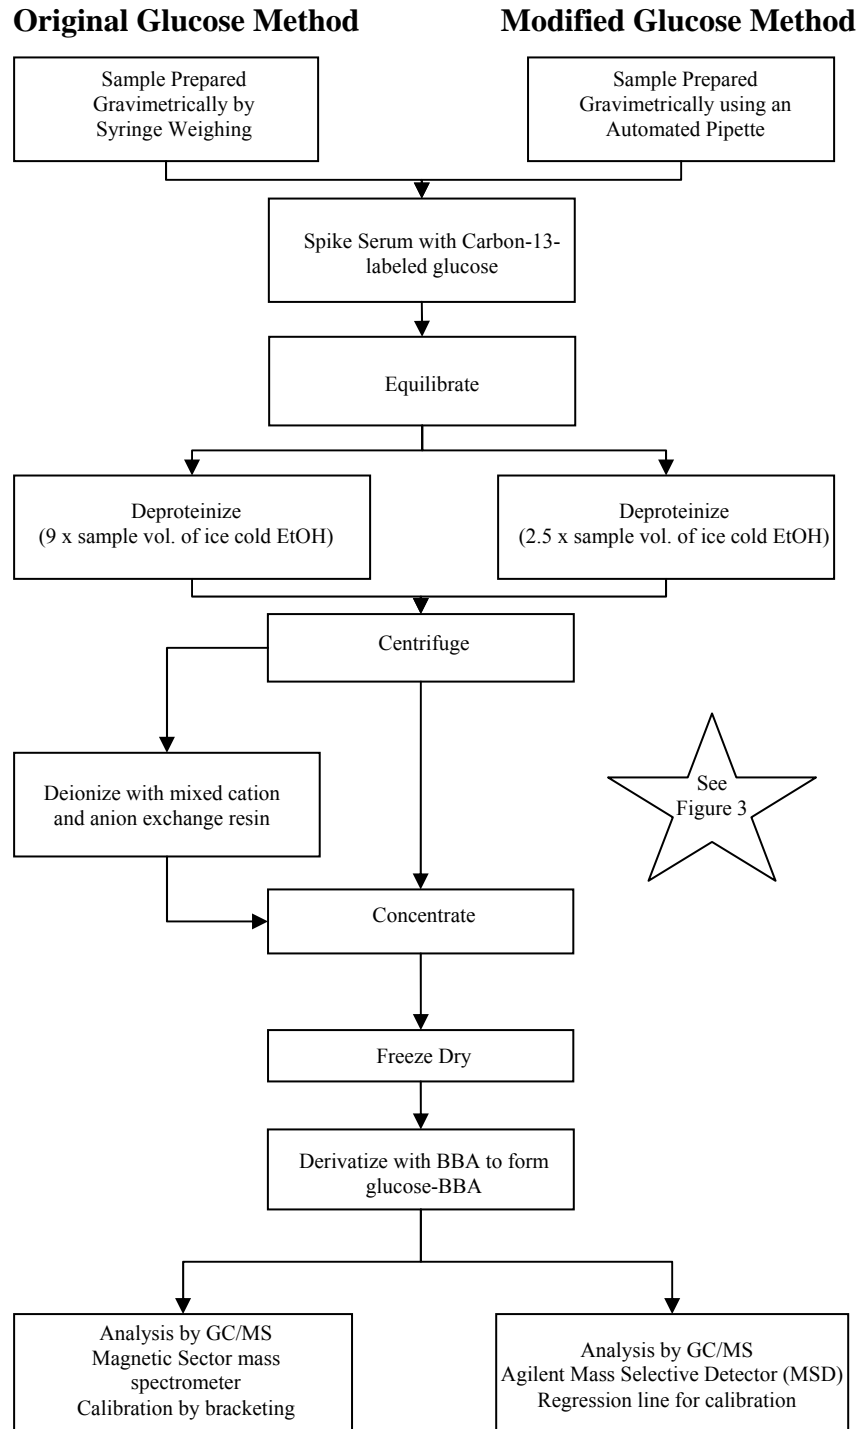 Original Glucose Method
Modified Glucose Method
Sample Prepared
Gravimetrically by
Syringe Weighing
Sample Prepared
Gravimetrically using an
Automated Pipette
Spike Serum with Carbon-13-
labeled glucose
Equilibrate
Deproteinize
(9 x sample vol. of ice cold EtOH)
Deproteinize
(2.5 x sample vol. of ice cold EtOH)
Centrifuge
Deionize with mixed cation
and anion exchange resin
See
Figure 3
Concentrate
Freeze Dry
Derivatize with BBA to form
glucose-BBA
Analysis by GC/MS
Magnetic Sector mass
spectrometer
Calibration by bracketing
Analysis by GC/MS
Agilent Mass Selective Detector (MSD)
Regression line for calibration